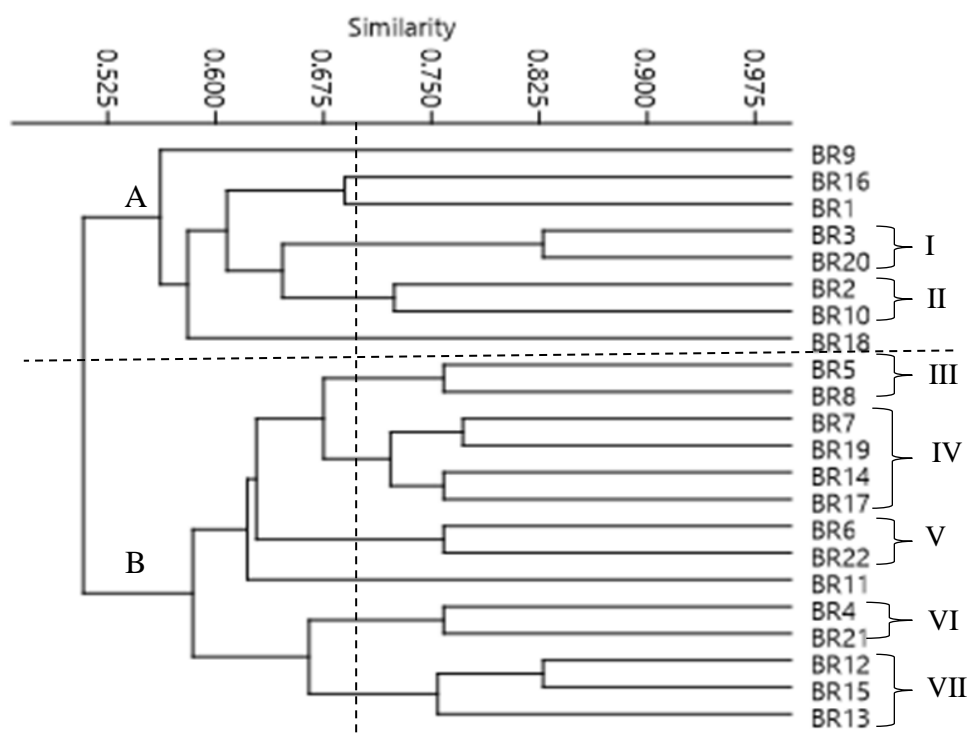 Similarity
0.525
0.600
0.675
0.750
0.825
0.900
0.975
A
BR9
BR16
BR1
BR3
I
BR20
BR2
II
BR10
BR18
BR5
III
BR8
BR7
IV
BR19
BR14
BR17
BR6
V
BR22
B
BR11
BR4
VI
BR21
BR12
VII
BR15
BR13